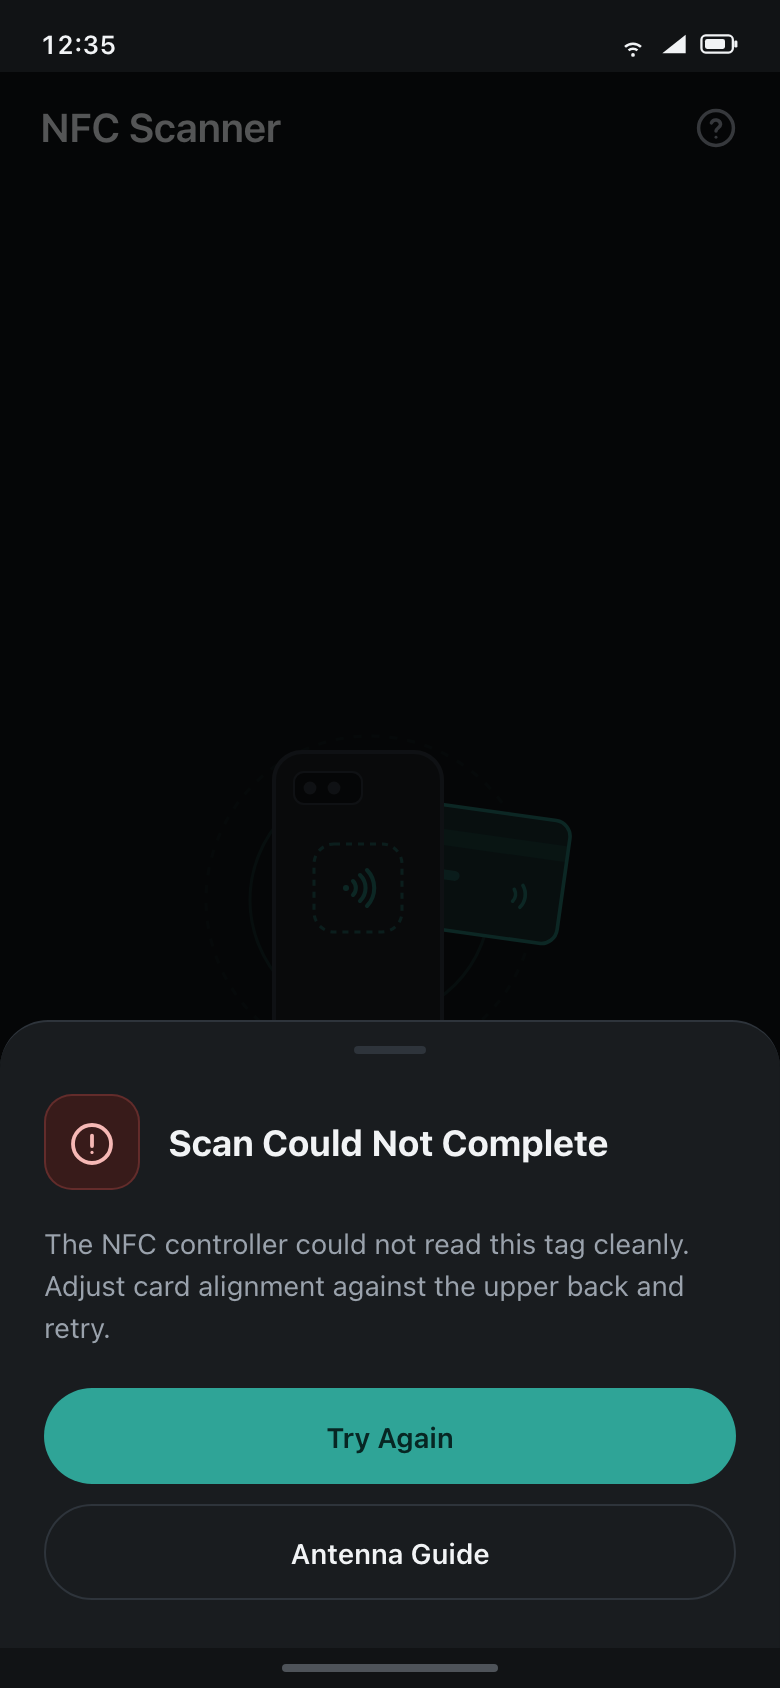 12:35
NFC Scanner
Scan Could Not Complete
The NFC controller could not read this tag cleanly.
Adjust card alignment against the upper back and
retry.
Try Again
Antenna Guide